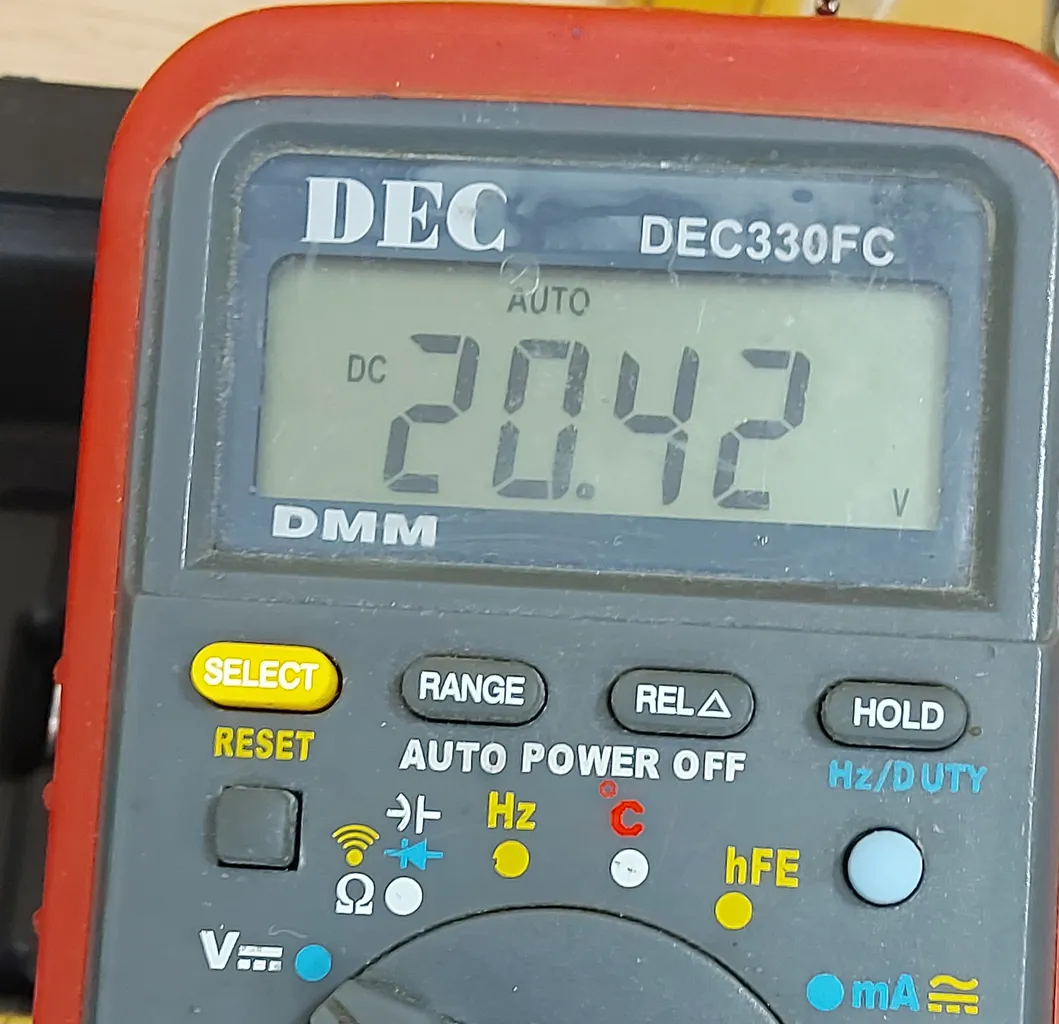 DEC
DEC330FC
AUTO
DC 20.42 V
DMM
SELECT RANGE REL△ HOLD
RESET
AUTO POWER OFF
Hz/DUTY
Hz
°C
hFE
Ω
V⎓
mA